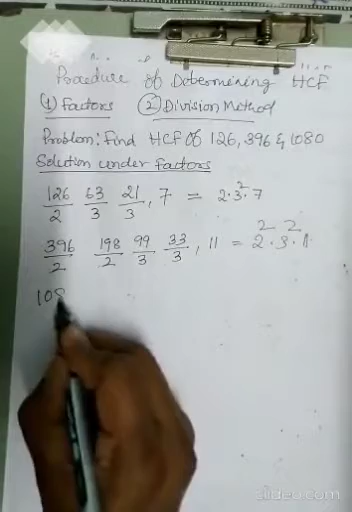 Procedure of Determining HCF
① Factors ② Division Method
Problem: Find HCF of 126, 396 & 1080
Solution under Factors
126/2 63/3 21/3, 7 = 2·3²·7
396/2 198/2 99/3 33/3, 11 = 2²·3²·1
108